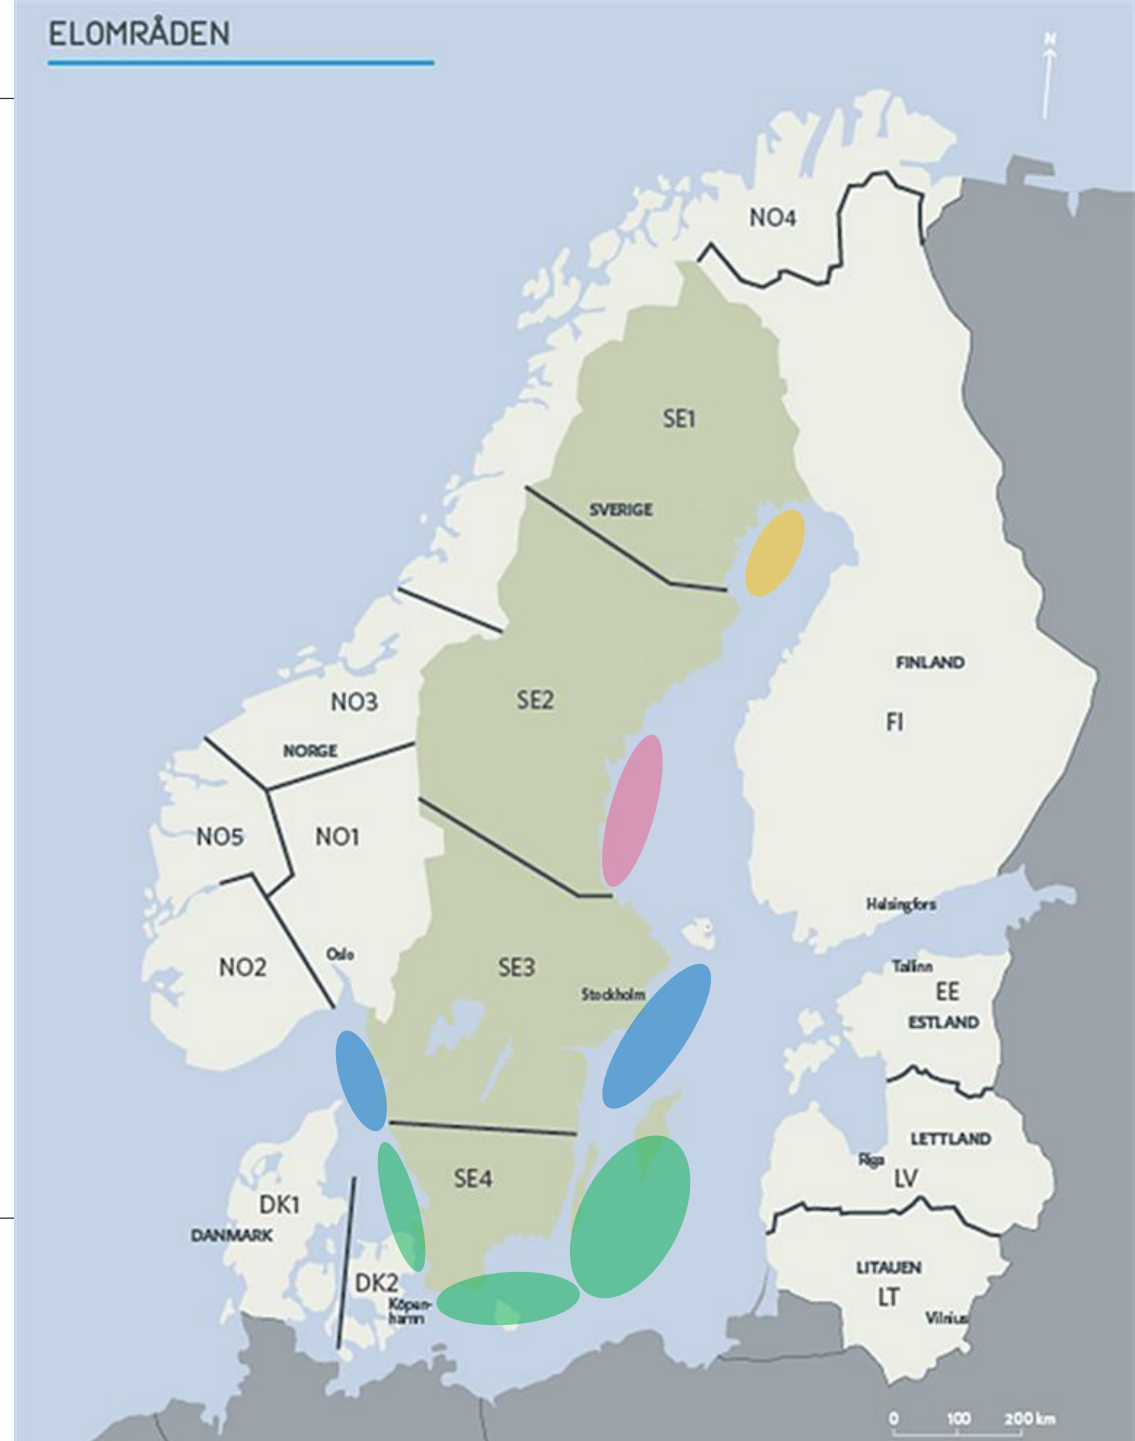 ELOMRÅDEN
N
NO4
SE1
SVERIGE
FINLAND
SE2
NO3
FI
NORGE
NO5
NO1
Helsingfors
Oslo
NO2
SE3
Tallinn
EE
Stockholm
ESTLAND
LETTLAND
Riga
SE4
LV
DK1
DANMARK
LITAUEN
DK2
LT
Köpen-
hamn
Vilnius
0 100 200 km